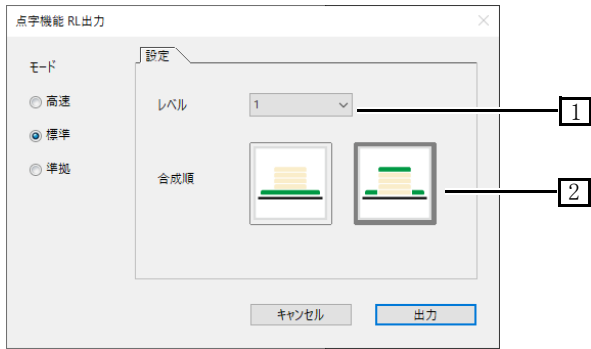 点字機能 RL出力
モード
高速
標準
準拠
設定
レベル
1
合成順
キャンセル
出力
1
2